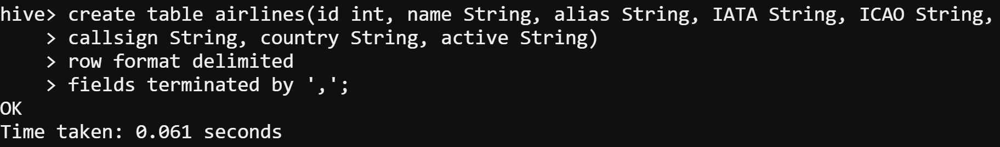 hive> create table airlines(id int, name String, alias String, IATA String, ICAO String,
    > callsign String, country String, active String)
    > row format delimited
    > fields terminated by ',';
OK
Time taken: 0.061 seconds